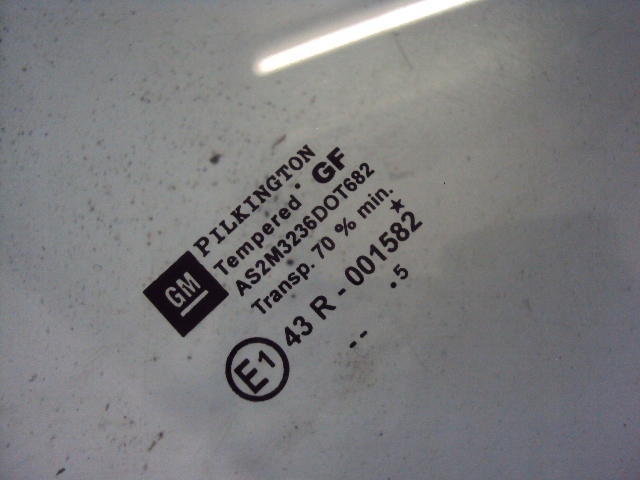 PILKINGTON
Tempered GF
AS2M3236DOT682
Transp. 70 % min.
43 R - 001582 ★
-- .5
GM
E1